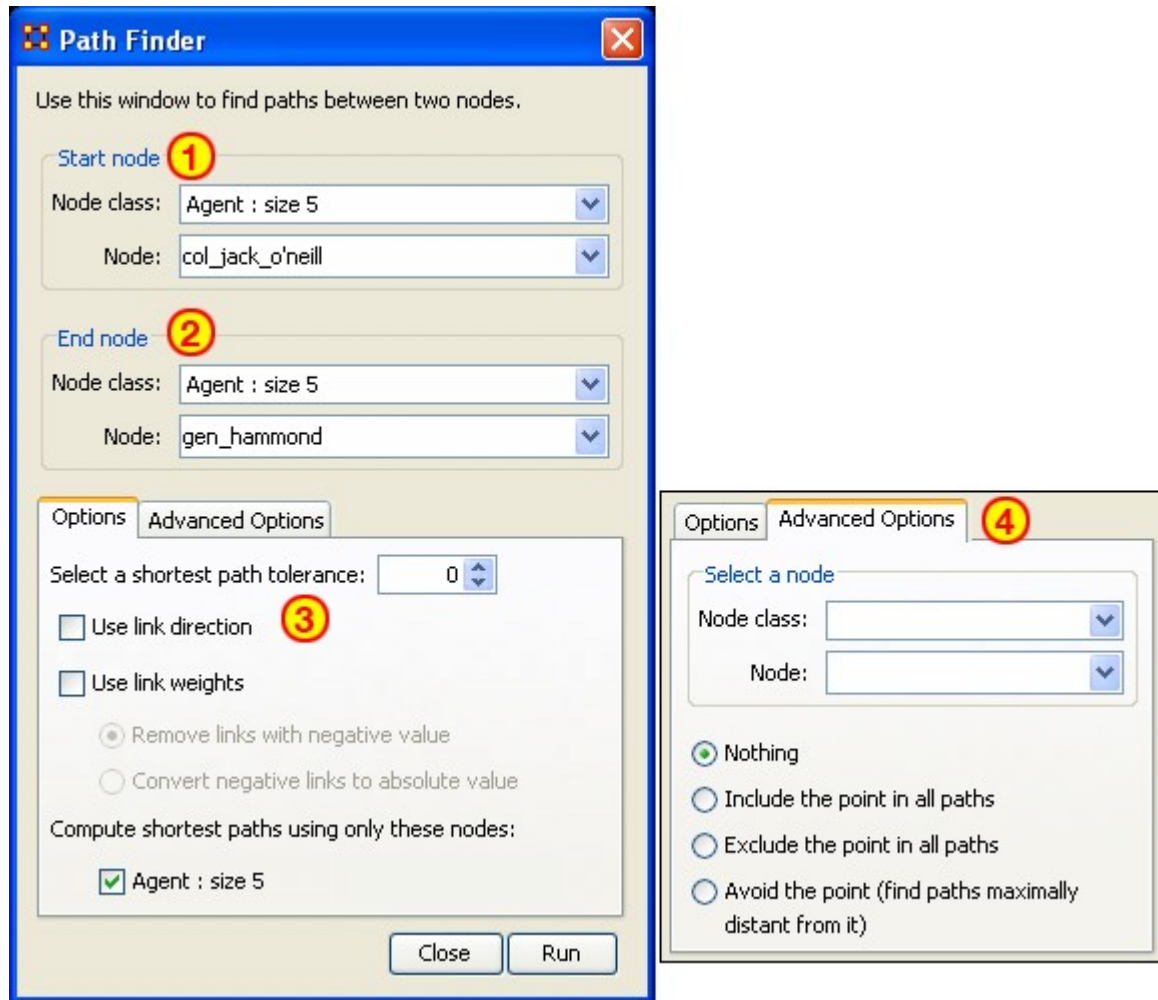 Path Finder
Use this window to find paths between two nodes.
Start node 1
Node class: Agent : size 5
Node: col_jack_o'neill
End node 2
Node class: Agent : size 5
Node: gen_hammond
Options Advanced Options
Select a shortest path tolerance: 0
Use link direction 3
Use link weights
Remove links with negative value
Convert negative links to absolute value
Compute shortest paths using only these nodes:
Agent : size 5
Close Run
Options Advanced Options 4
Select a node
Node class:
Node:
Nothing
Include the point in all paths
Exclude the point in all paths
Avoid the point (find paths maximally
distant from it)